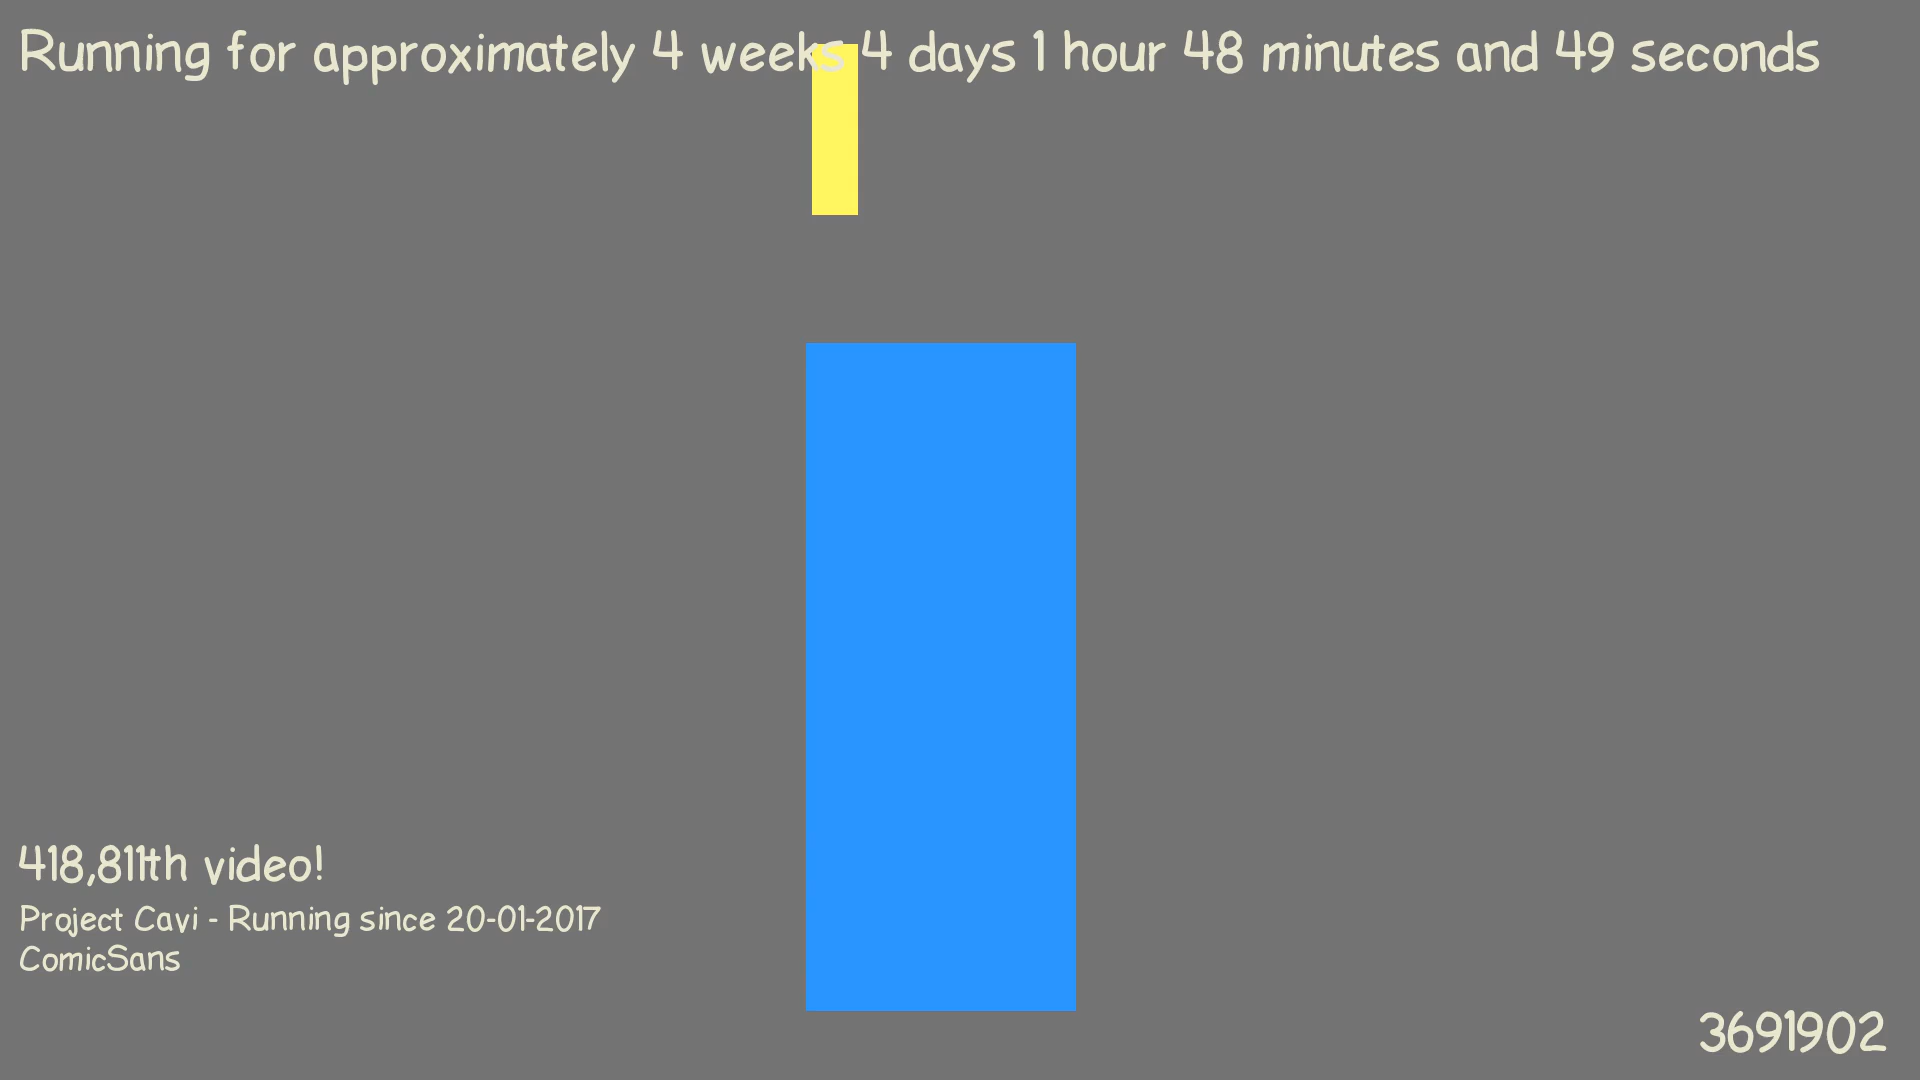 Running for approximately 4 weeks 4 days 1 hour 48 minutes and 49 seconds
418,811th video!
Project Cavi - Running since 20-01-2017
ComicSans
3691902